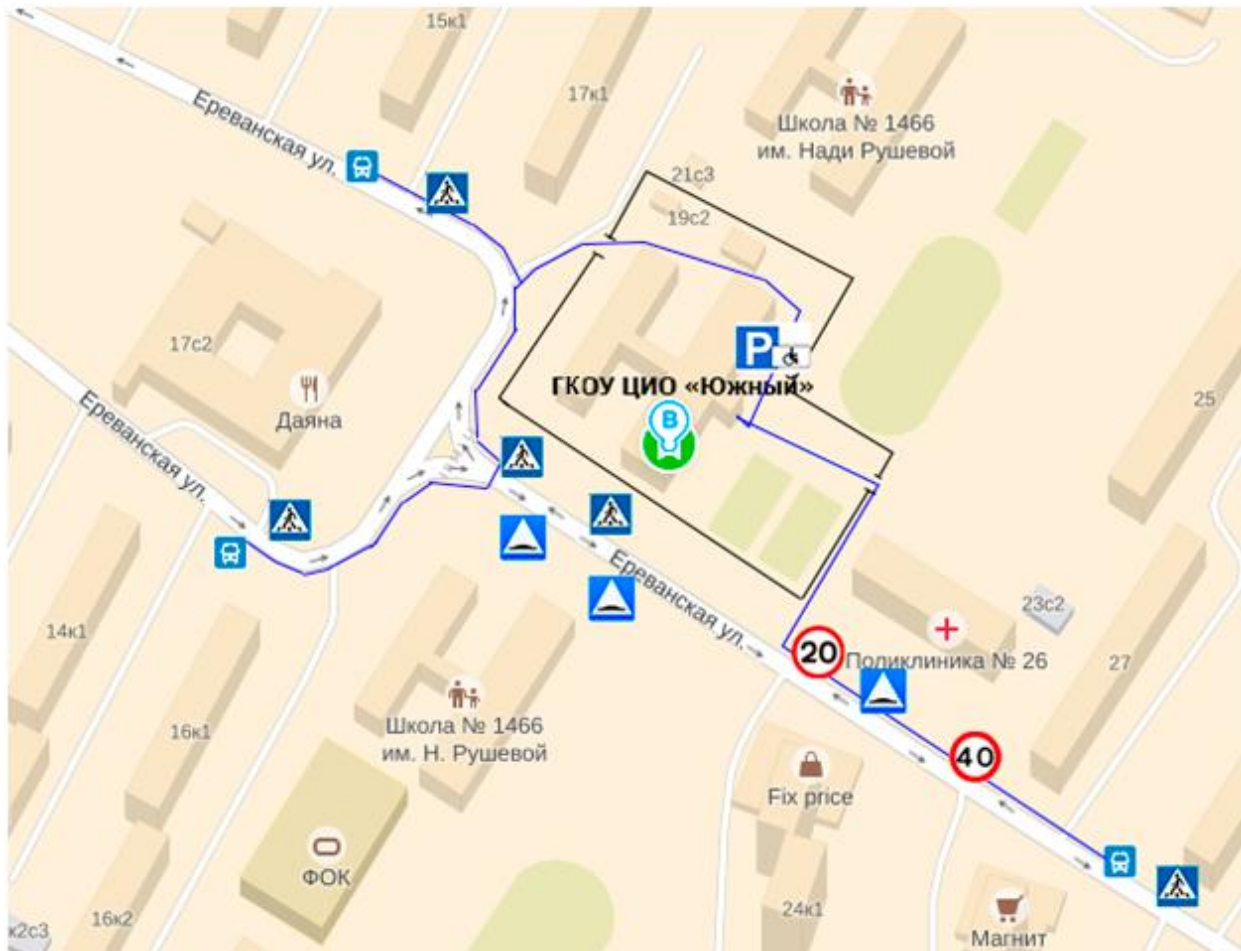 15к1
17к1
Школа № 1466
им. Нади Рушевой
Ереванская ул.
21с3
19с2
17с2
P
ГКОУ ЦИО «Южный»
B
Даяна
25
Ереванская ул.
Ереванская ул.
14к1
23с2
20
Поликлиника № 26
27
Школа № 1466
им. Н. Рушевой
16к1
40
Fix price
ФОК
24к1
16к2
к2с3
Магнит